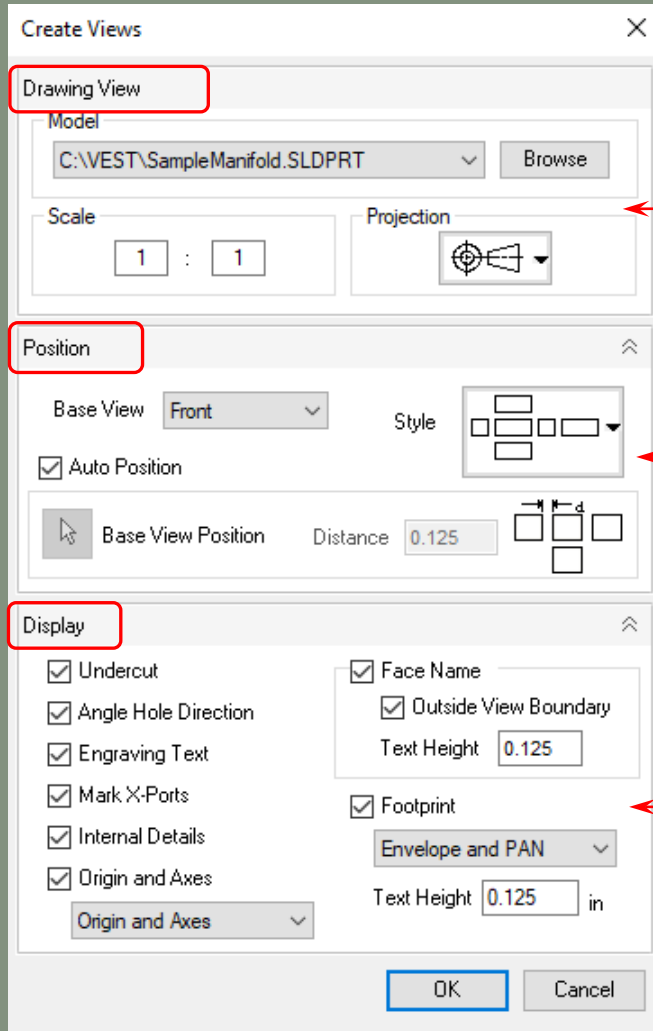 Create Views
Drawing View
Model
C:\VEST\SampleManifold.SLDPRT
Browse
Scale
1 : 1
Projection
Position
Base View Front
Style
Auto Position
Base View Position
Distance 0.125
d
Display
Undercut
Angle Hole Direction
Engraving Text
Mark X-Ports
Internal Details
Origin and Axes
Origin and Axes
Face Name
Outside View Boundary
Text Height 0.125
Footprint
Envelope and PAN
Text Height 0.125 in
OK
Cancel